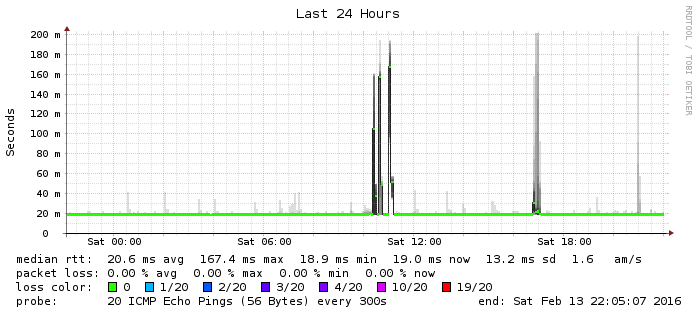 Last 24 Hours
RRDTOOL / TOBI OETIKER
200 m
180 m
160 m
140 m
120 m
100 m
80 m
60 m
40 m
20 m
0
Seconds
Sat 00:00 Sat 06:00 Sat 12:00 Sat 18:00
median rtt: 20.6 ms avg 167.4 ms max 18.9 ms min 19.0 ms now 13.2 ms sd 1.6 am/s
packet loss: 0.00 % avg 0.00 % max 0.00 % min 0.00 % now
loss color: 0 1/20 2/20 3/20 4/20 10/20 19/20
probe: 20 ICMP Echo Pings (56 Bytes) every 300s end: Sat Feb 13 22:05:07 2016